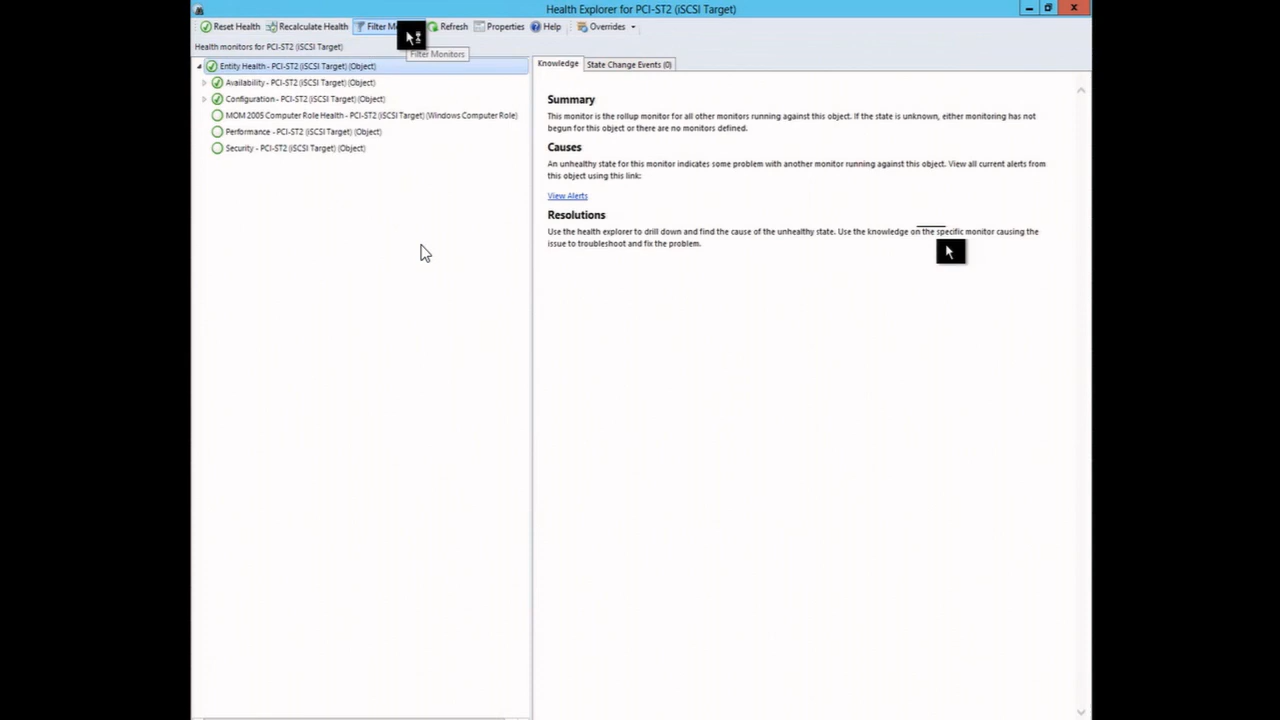 Health Explorer for PCI-ST2 (iSCSI Target)
Reset Health Recalculate Health Filter Refresh Properties Help Overrides
Filter Monitors
Health monitors for PCI-ST2 (iSCSI Target)
Entity Health - PCI-ST2 (iSCSI Target) (Object)
Availability - PCI-ST2 (iSCSI Target) (Object)
Configuration - PCI-ST2 (iSCSI Target) (Object)
MOM 2005 Computer Role Health - PCI-ST2 (iSCSI Target) (Windows Computer Role)
Performance - PCI-ST2 (iSCSI Target) (Object)
Security - PCI-ST2 (iSCSI Target) (Object)
Knowledge State Change Events (0)
Summary
This monitor is the rollup monitor for all other monitors running against this object. If the state is unknown, either monitoring has not
begun for this object or there are no monitors defined.
Causes
An unhealthy state for this monitor indicates some problem with another monitor running against this object. View all current alerts from
this object using this link:
View Alerts
Resolutions
Use the health explorer to drill down and find the cause of the unhealthy state. Use the knowledge on the specific monitor causing the
issue to troubleshoot and fix the problem.